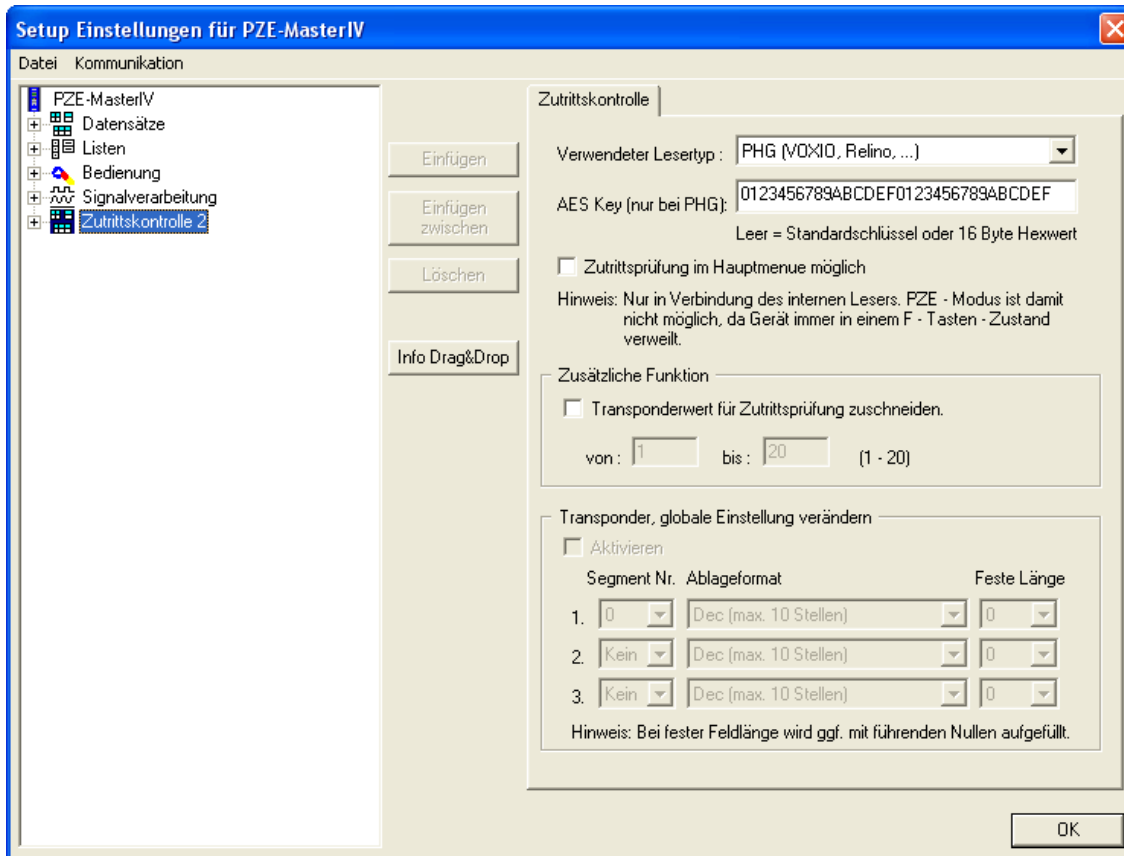 Setup Einstellungen für PZE-MasterIV
Datei Kommunikation
PZE-MasterIV
Datensätze
Listen
Bedienung
Signalverarbeitung
Zutrittskontrolle 2
Einfügen
Einfügen
zwischen
Löschen
Info Drag&Drop
Zutrittskontrolle
Verwendeter Lesertyp : PHG (VOXIO, Relino, ...)
AES Key (nur bei PHG): 0123456789ABCDEF0123456789ABCDEF
Leer = Standardschlüssel oder 16 Byte Hexwert
Zutrittsprüfung im Hauptmenue möglich
Hinweis: Nur in Verbindung des internen Lesers. PZE - Modus ist damit
nicht möglich, da Gerät immer in einem F - Tasten - Zustand
verweilt.
Zusätzliche Funktion
Transponderwert für Zutrittsprüfung zuschneiden.
von : 1 bis : 20 (1 - 20)
Transponder, globale Einstellung verändern
Aktivieren
Segment Nr. Ablageformat Feste Länge
1. 0 Dec (max. 10 Stellen) 0
2. Kein Dec (max. 10 Stellen) 0
3. Kein Dec (max. 10 Stellen) 0
Hinweis: Bei fester Feldlänge wird ggf. mit führenden Nullen aufgefüllt.
OK